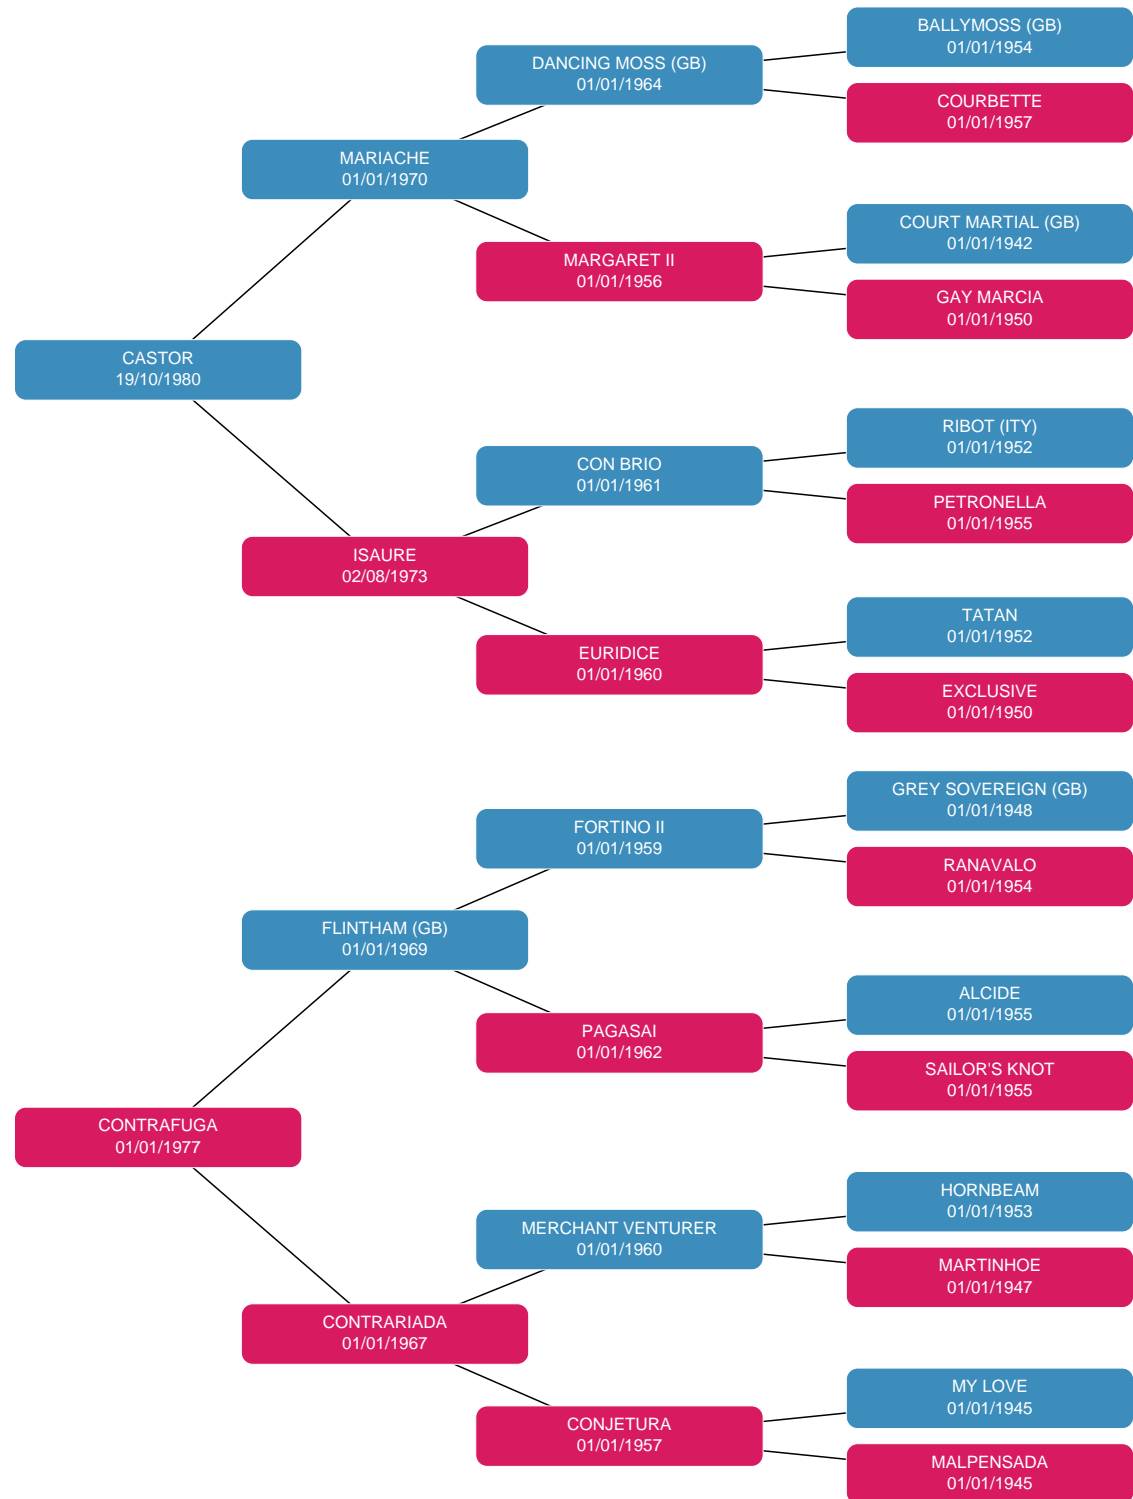 BALLYMOSS (GB)
01/01/1954
DANCING MOSS (GB)
01/01/1964
COURBETTE
01/01/1957
MARIACHE
01/01/1970
COURT MARTIAL (GB)
01/01/1942
MARGARET II
01/01/1956
GAY MARCIA
01/01/1950
CASTOR
19/10/1980
RIBOT (ITY)
01/01/1952
CON BRIO
01/01/1961
PETRONELLA
01/01/1955
ISAURE
02/08/1973
TATAN
01/01/1952
EURIDICE
01/01/1960
EXCLUSIVE
01/01/1950
GREY SOVEREIGN (GB)
01/01/1948
FORTINO II
01/01/1959
RANAVALO
01/01/1954
FLINTHAM (GB)
01/01/1969
ALCIDE
01/01/1955
PAGASAI
01/01/1962
SAILOR'S KNOT
01/01/1955
CONTRAFUGA
01/01/1977
HORNBEAM
01/01/1953
MERCHANT VENTURER
01/01/1960
MARTINHOE
01/01/1947
CONTRARIADA
01/01/1967
MY LOVE
01/01/1945
CONJETURA
01/01/1957
MALPENSADA
01/01/1945